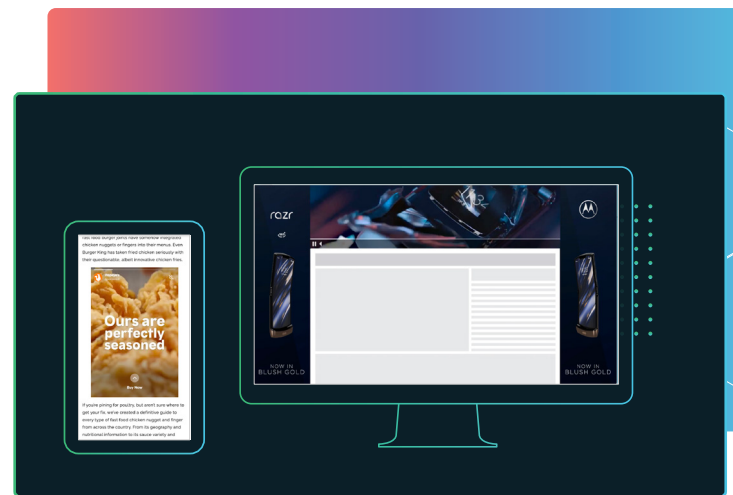 fast food burger joints have somehow integrated
chicken nuggets or fingers into their menus. Even
Burger King has taken fried chicken seriously with
their questionable, albeit innovative chicken fries.
Ours are
perfectly
seasoned
Buy Now
If you're pining for poultry, but aren't sure where to
get your fix, we've created a definitive guide to
every type of fast food chicken nugget and finger
from across the country. From its geography and
nutritional information to its sauce variety and
razr
NOW IN
BLUSH GOLD
NOW IN
BLUSH GOLD